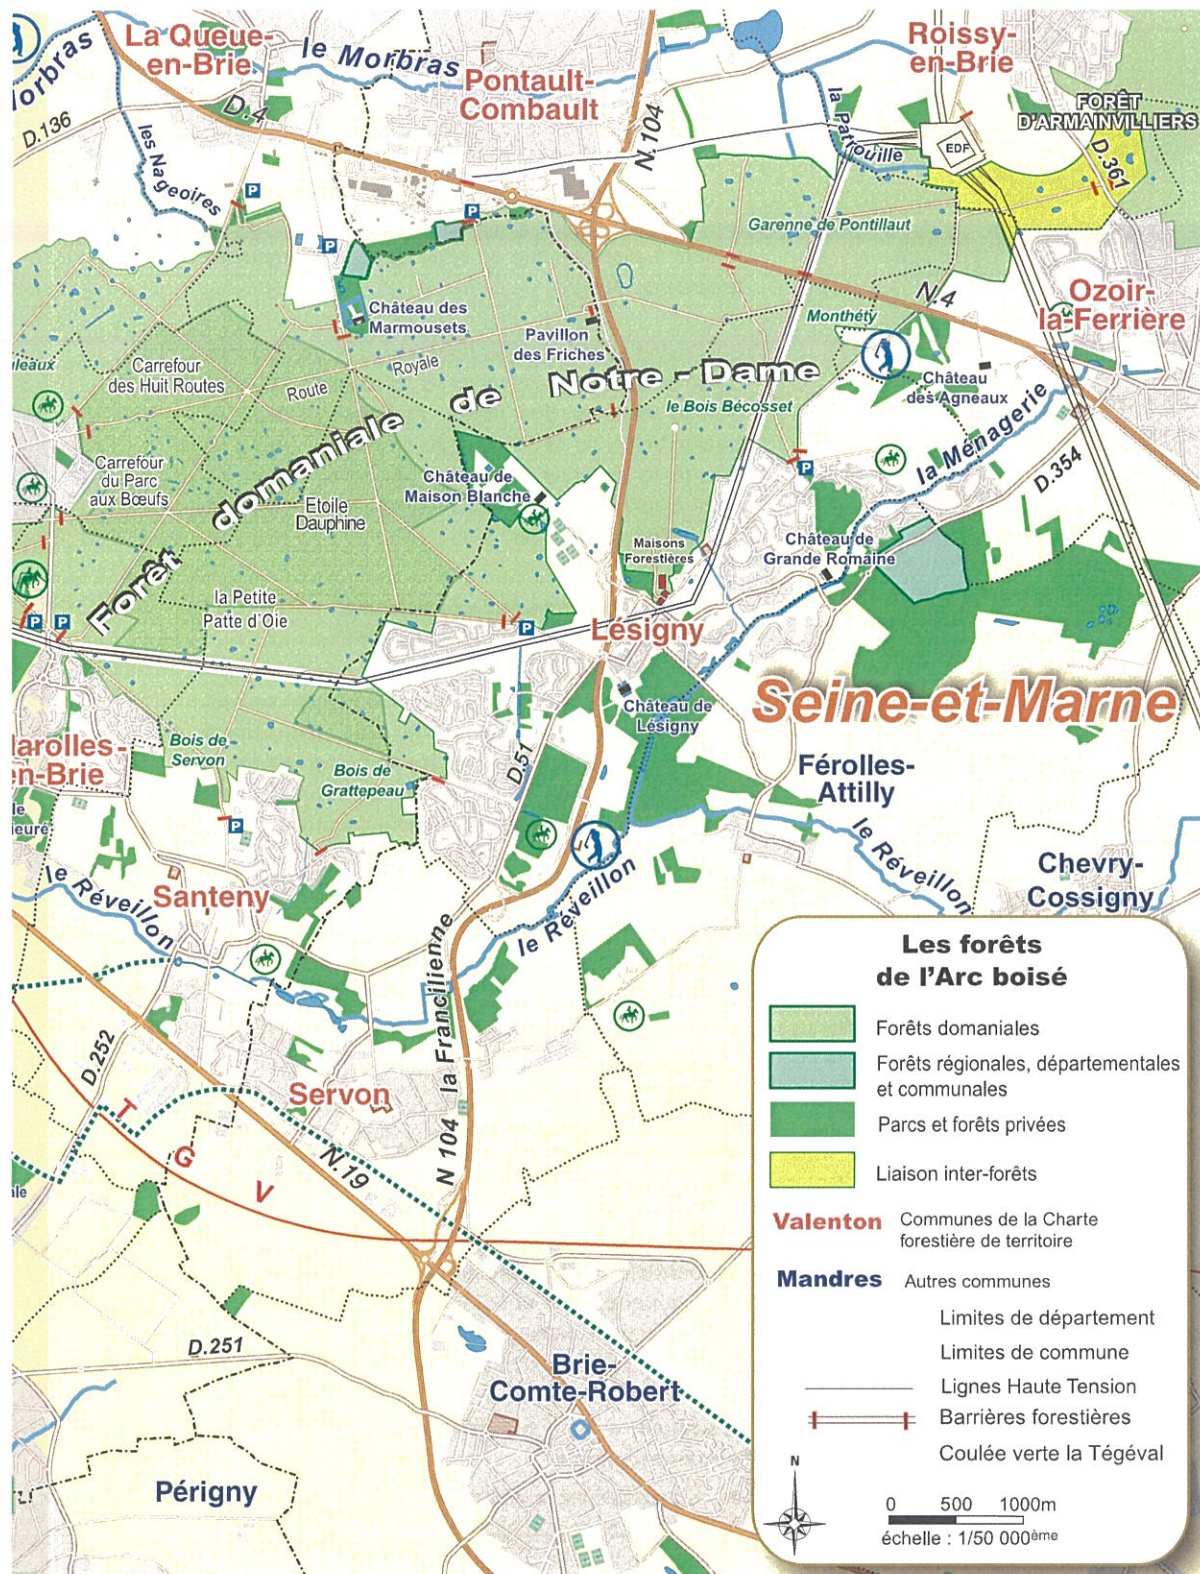 La Queue-
en-Brie
le Morbras
Morbras
D.136
D.4
les Nageoires
Pontault-
Combault
N.104
la Patrouille
Roissy-
en-Brie
EDF
FORÊT
D'ARMAINVILLIERS
D.361
P
P
P
Garenne de Pontillaut
N.4
Monthéty
Ozoir-
la-Ferrière
Château des
Marmousets
Pavillon
des Friches
Château
des Agneaux
Carrefour
des Huit Routes
Route
Royale
Forêt domaniale de Notre - Dame
le Bois Bécosset
la Ménagerie
D.354
P
Carrefour
du Parc
aux Bœufs
Etoile
Dauphine
Château de
Maison Blanche
Maisons
Forestières
Château de
Grande Romaine
la Petite
Patte d'Oie
P
P
P
Lésigny
Château de
Lésigny
Seine-et-Marne
arolles-
en-Brie
Bois de
Servon
Bois de
Grattepeau
D51
P
Férolles-
Attilly
le Réveillon
Chevry-
Cossigny
le Réveillon
Santeny
le Réveillon
N 104 la Francilienne
D.252
T G V
Servon
N.19
D.251
Brie-
Comte-Robert
Périgny
Les forêts
de l'Arc boisé
Forêts domaniales
Forêts régionales, départementales
et communales
Parcs et forêts privées
Liaison inter-forêts
Valenton Communes de la Charte
forestière de territoire
Mandres Autres communes
Limites de département
Limites de commune
Lignes Haute Tension
Barrières forestières
Coulée verte la Tégéval
N
0 500 1000m
échelle : 1/50 000ème